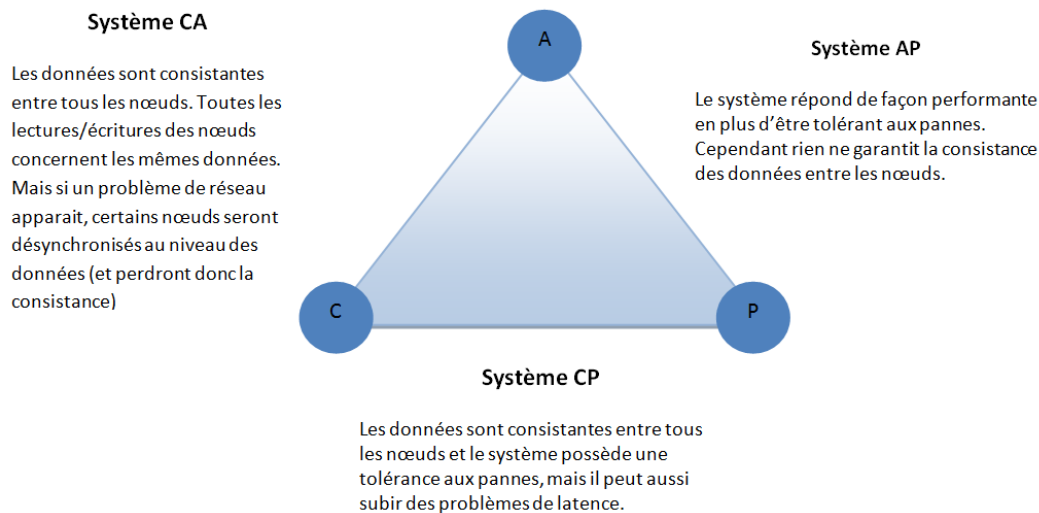 Système CA
Les données sont consistantes
entre tous les nœuds. Toutes les
lectures/écritures des nœuds
concernent les mêmes données.
Mais si un problème de réseau
apparait, certains nœuds seront
désynchronisés au niveau des
données (et perdront donc la
consistance)
A
Système AP
Le système répond de façon performante
en plus d'être tolérant aux pannes.
Cependant rien ne garantit la consistance
des données entre les nœuds.
C
P
Système CP
Les données sont consistantes entre tous
les nœuds et le système possède une
tolérance aux pannes, mais il peut aussi
subir des problèmes de latence.